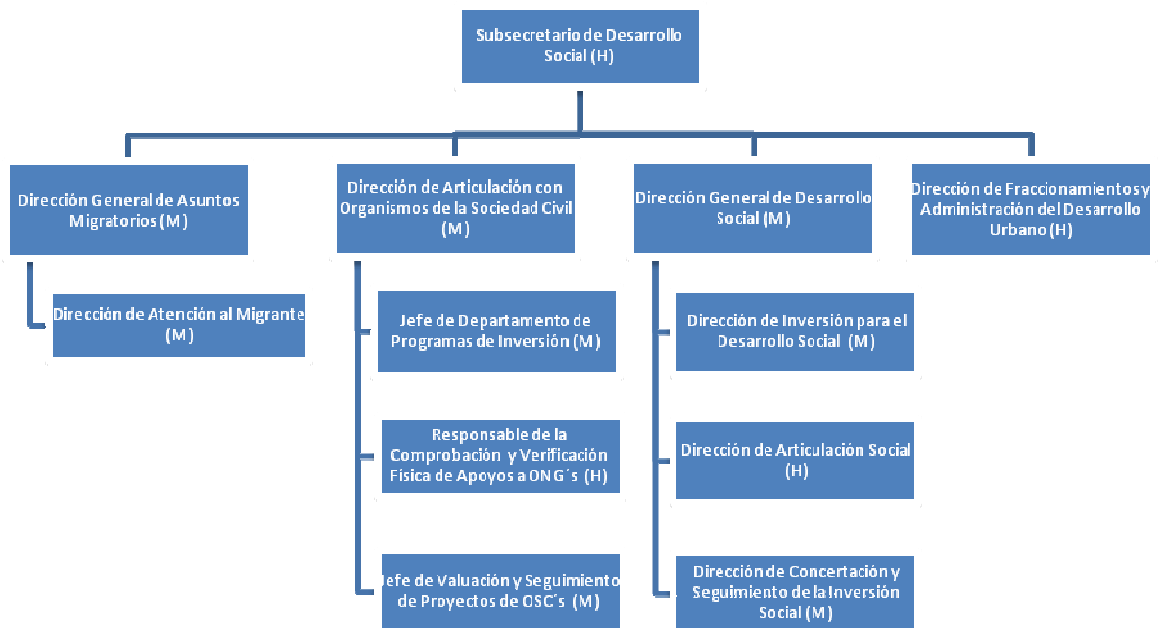 Subsecretario de Desarrollo
Social (H)
Dirección General de Asuntos
Migratorios (M)
Dirección de Articulación con
Organismos de la Sociedad Civil
(M)
Dirección General de Desarrollo
Social (M)
Dirección de Fraccionamientos y
Administración del Desarrollo
Urbano (H)
Dirección de Atención al Migrante
(M)
Jefe de Departamento de
Programas de Inversión (M)
Responsable de la
Comprobación y Verificación
Física de Apoyos a ONG´s (H)
Jefe de Valuación y Seguimiento
de Proyectos de OSC´s (M)
Dirección de Inversión para el
Desarrollo Social (M)
Dirección de Articulación Social
(H)
Dirección de Concertación y
Seguimiento de la Inversión
Social (M)